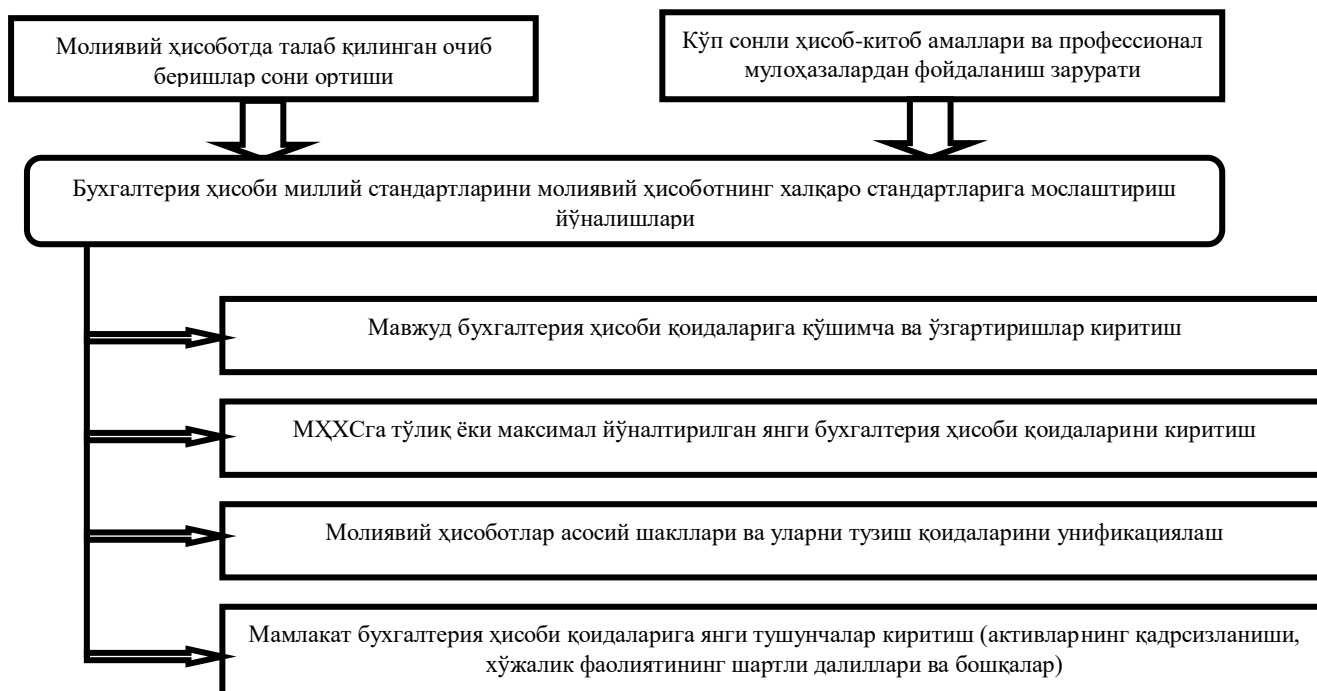 Молиявий ҳисоботда талаб қилинган очиб
беришлар сони ортиши
Кўп сонли ҳисоб-китоб амаллари ва профессионал
мулоҳазалардан фойдаланиш зарурати
Бухгалтерия ҳисоби миллий стандартларини молиявий ҳисоботнинг халқаро стандартларига мослаштириш
йўналишлари
Мавжуд бухгалтерия ҳисоби қоидаларига қўшимча ва ўзгартиришлар киритиш
МҲХСга тўлиқ ёки максимал йўналтирилган янги бухгалтерия ҳисоби қоидаларини киритиш
Молиявий ҳисоботлар асосий шакллари ва уларни тузиш қоидаларини унификациялаш
Мамлакат бухгалтерия ҳисоби қоидаларига янги тушунчалар киритиш (активларнинг қадрсизланиши,
хўжалик фаолиятининг шартли далиллари ва бошқалар)